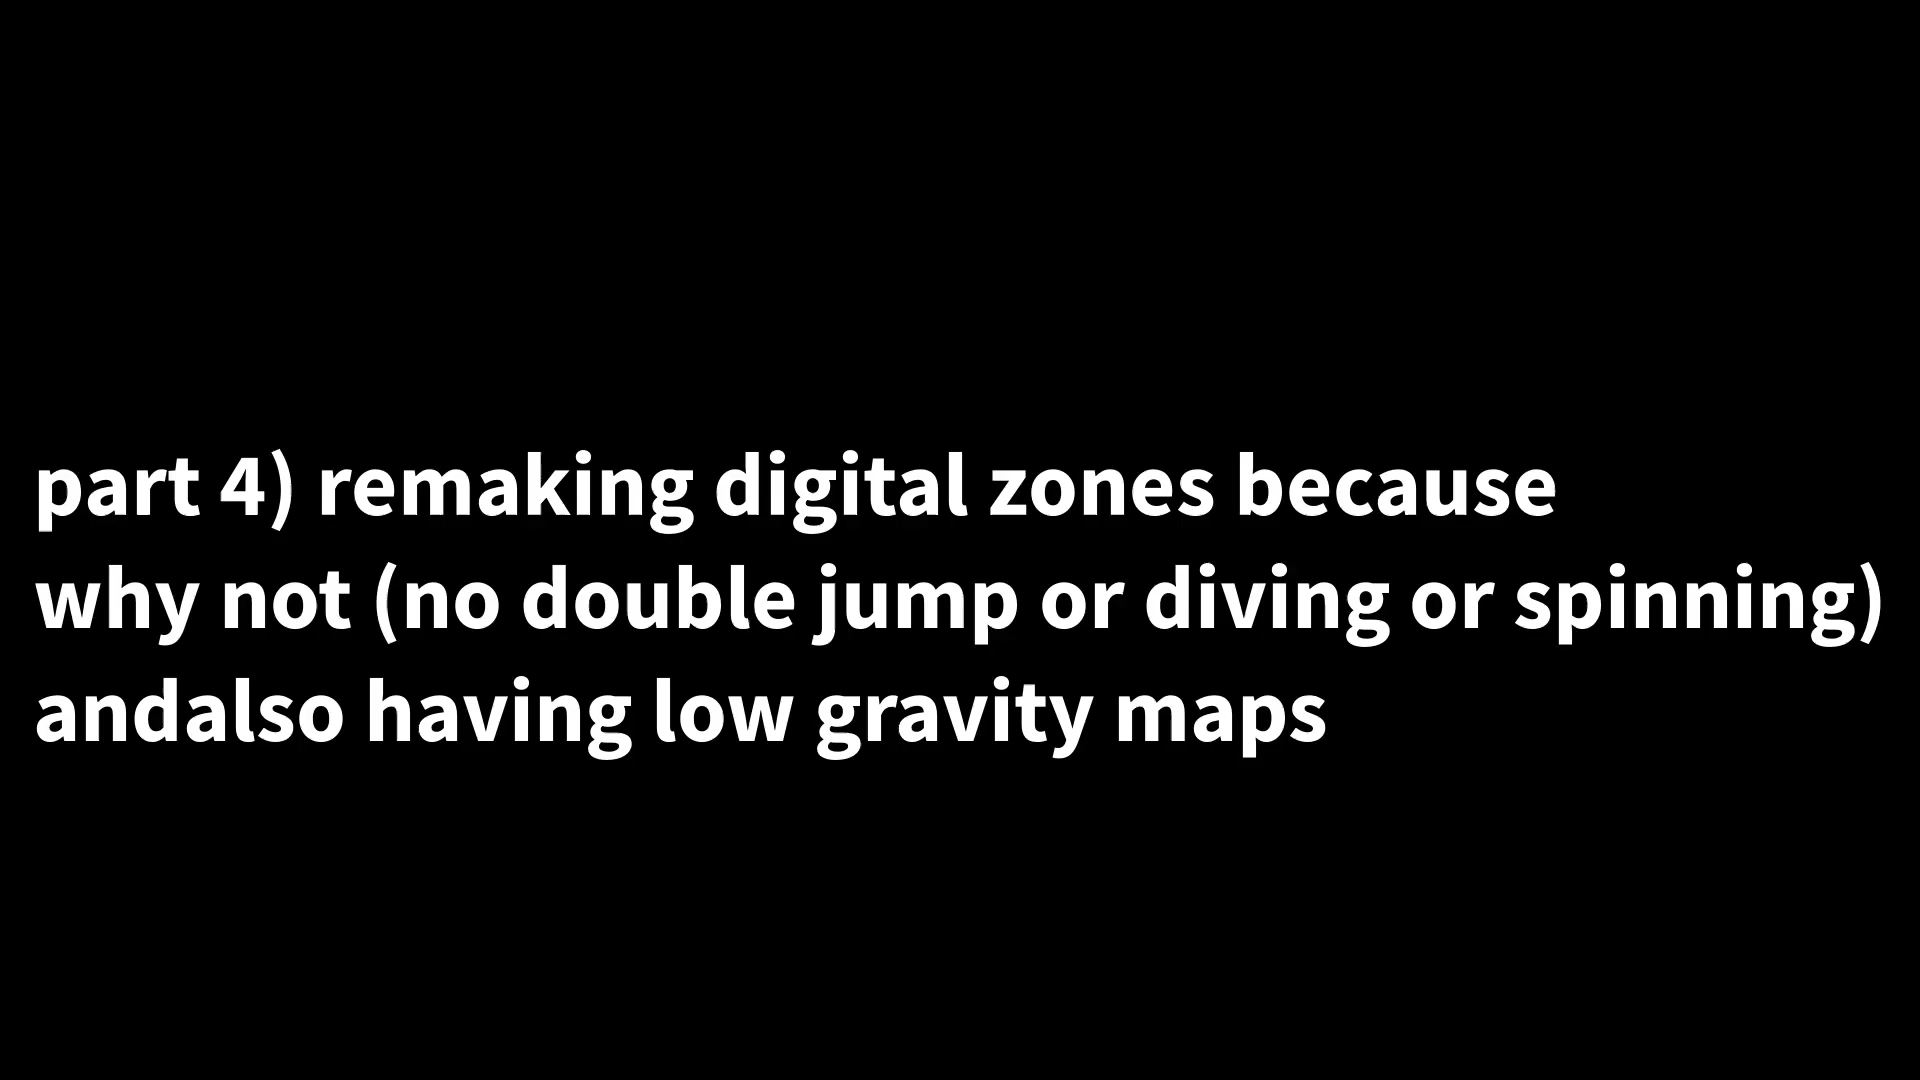 part 4) remaking digital zones because
why not (no double jump or diving or spinning)
andalso having low gravity maps